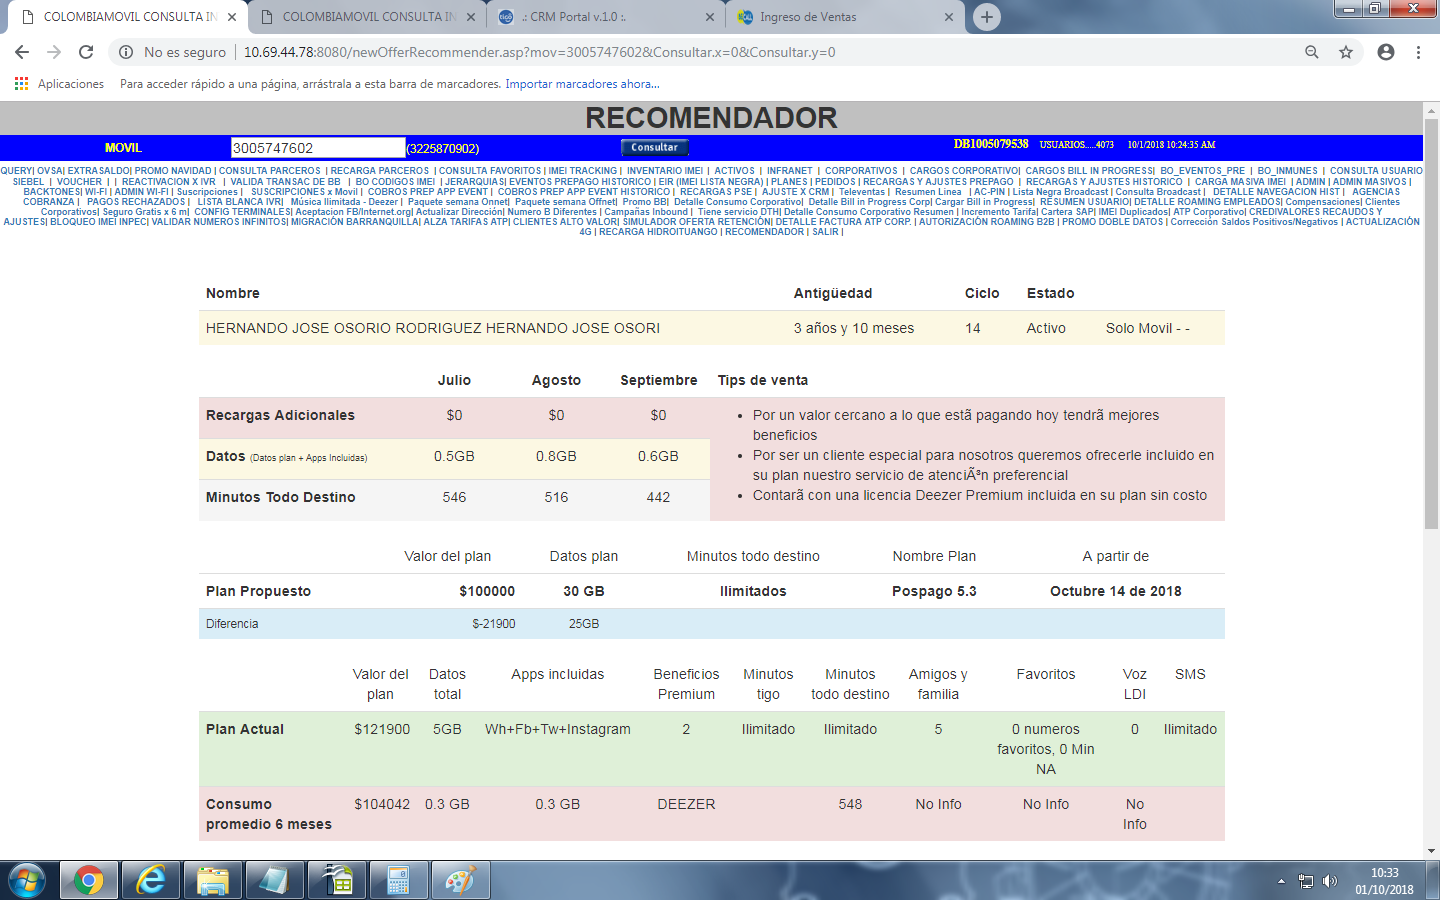 COLOMBIAMOVIL CONSULTA IN
COLOMBIAMOVIL CONSULTA IN
.: CRM Portal v.1.0 :.
Ingreso de Ventas
No es seguro | 10.69.44.78:8080/newOfferRecommender.asp?mov=3005747602&Consultar.x=0&Consultar.y=0
Aplicaciones Para acceder rápido a una página, arrástrala a esta barra de marcadores. Importar marcadores ahora...
RECOMENDADOR
MOVIL 3005747602 (3225870902) Consultar DB1005079538 USUARIOS.....4073 10/1/2018 10:24:35 AM
QUERY| OVSA| EXTRASALDO| PROMO NAVIDAD | CONSULTA PARCEROS | RECARGA PARCEROS | CONSULTA FAVORITOS | IMEI TRACKING | INVENTARIO IMEI | ACTIVOS | INFRANET | CORPORATIVOS | CARGOS CORPORATIVO| CARGOS BILL IN PROGRESS| BO_EVENTOS_PRE | BO_INMUNES | CONSULTA USUARIO
SIEBEL | VOUCHER | | REACTIVACION X IVR | VALIDA TRANSAC DE BB | BO CODIGOS IMEI | JERARQUIAS| EVENTOS PREPAGO HISTORICO | EIR (IMEI LISTA NEGRA) | PLANES | PEDIDOS | RECARGAS Y AJUSTES PREPAGO | RECARGAS Y AJUSTES HISTORICO | CARGA MASIVA IMEI | ADMIN | ADMIN MASIVOS |
BACKTONES| Wi-Fi | ADMIN WI-FI | Suscripciones | SUSCRIPCIONES x Movil | COBROS PREP APP EVENT | COBROS PREP APP EVENT HISTORICO | RECARGAS PSE | AJUSTE X CRM | Televentas | Resumen Linea | AC-PIN | Lista Negra Broadcast | Consulta Broadcast | DETALLE NAVEGACION HIST | AGENCIAS
COBRANZA | PAGOS RECHAZADOS | LISTA BLANCA IVR| Música Ilimitada - Deezer | Paquete semana Onnet| Paquete semana Offnet| Promo BB| Detalle Consumo Corporativo| Detalle Bill in Progress Corp| Cargar Bill in Progress| RESUMEN USUARIO| DETALLE ROAMING EMPLEADOS| Compensaciones| Clientes
Corporativos| Seguro Gratis x 6 m| CONFIG TERMINALES| Aceptacion FB/Internet.org| Actualizar Dirección| Numero B Diferentes | Campañas Inbound | Tiene servicio DTH| Detalle Consumo Corporativo Resumen | Incremento Tarifa| Cartera SAP| IMEI Duplicados| ATP Corporativo| CREDIVALORES RECAUDOS Y
AJUSTES| BLOQUEO IMEI INPEC| VALIDAR NUMEROS INFINITOS| MIGRACIÓN BARRANQUILLA| ALZA TARIFAS ATP| CLIENTES ALTO VALOR| SIMULADOR OFERTA RETENCIÓN| DETALLE FACTURA ATP CORP. | AUTORIZACIÓN ROAMING B2B | PROMO DOBLE DATOS | Corrección Saldos Positivos/Negativos | ACTUALIZACIÓN
4G | RECARGA HIDROITUANGO | RECOMENDADOR | SALIR |
Nombre Antigüedad Ciclo Estado
HERNANDO JOSE OSORIO RODRIGUEZ HERNANDO JOSE OSORI 3 años y 10 meses 14 Activo Solo Movil - -
Julio Agosto Septiembre Tips de venta
Recargas Adicionales $0 $0 $0
Datos (Datos plan + Apps Incluidas) 0.5GB 0.8GB 0.6GB
Minutos Todo Destino 546 516 442
• Por un valor cercano a lo que estã pagando hoy tendrã mejores
beneficios
• Por ser un cliente especial para nosotros queremos ofrecerle incluido en
su plan nuestro servicio de atenciÃªn preferencial
• Contarã con una licencia Deezer Premium incluida en su plan sin costo
Valor del plan Datos plan Minutos todo destino Nombre Plan A partir de
Plan Propuesto $100000 30 GB Ilimitados Pospago 5.3 Octubre 14 de 2018
Diferencia $-21900 25GB
Valor del plan Datos total Apps incluidas Beneficios Premium Minutos tigo Minutos todo destino Amigos y familia Favoritos Voz LDI SMS
Plan Actual $121900 5GB Wh+Fb+Tw+Instagram 2 Ilimitado Ilimitado 5 0 numeros favoritos, 0 Min NA 0 Ilimitado
Consumo promedio 6 meses $104042 0.3 GB 0.3 GB DEEZER 548 No Info No Info No Info
10:33
01/10/2018